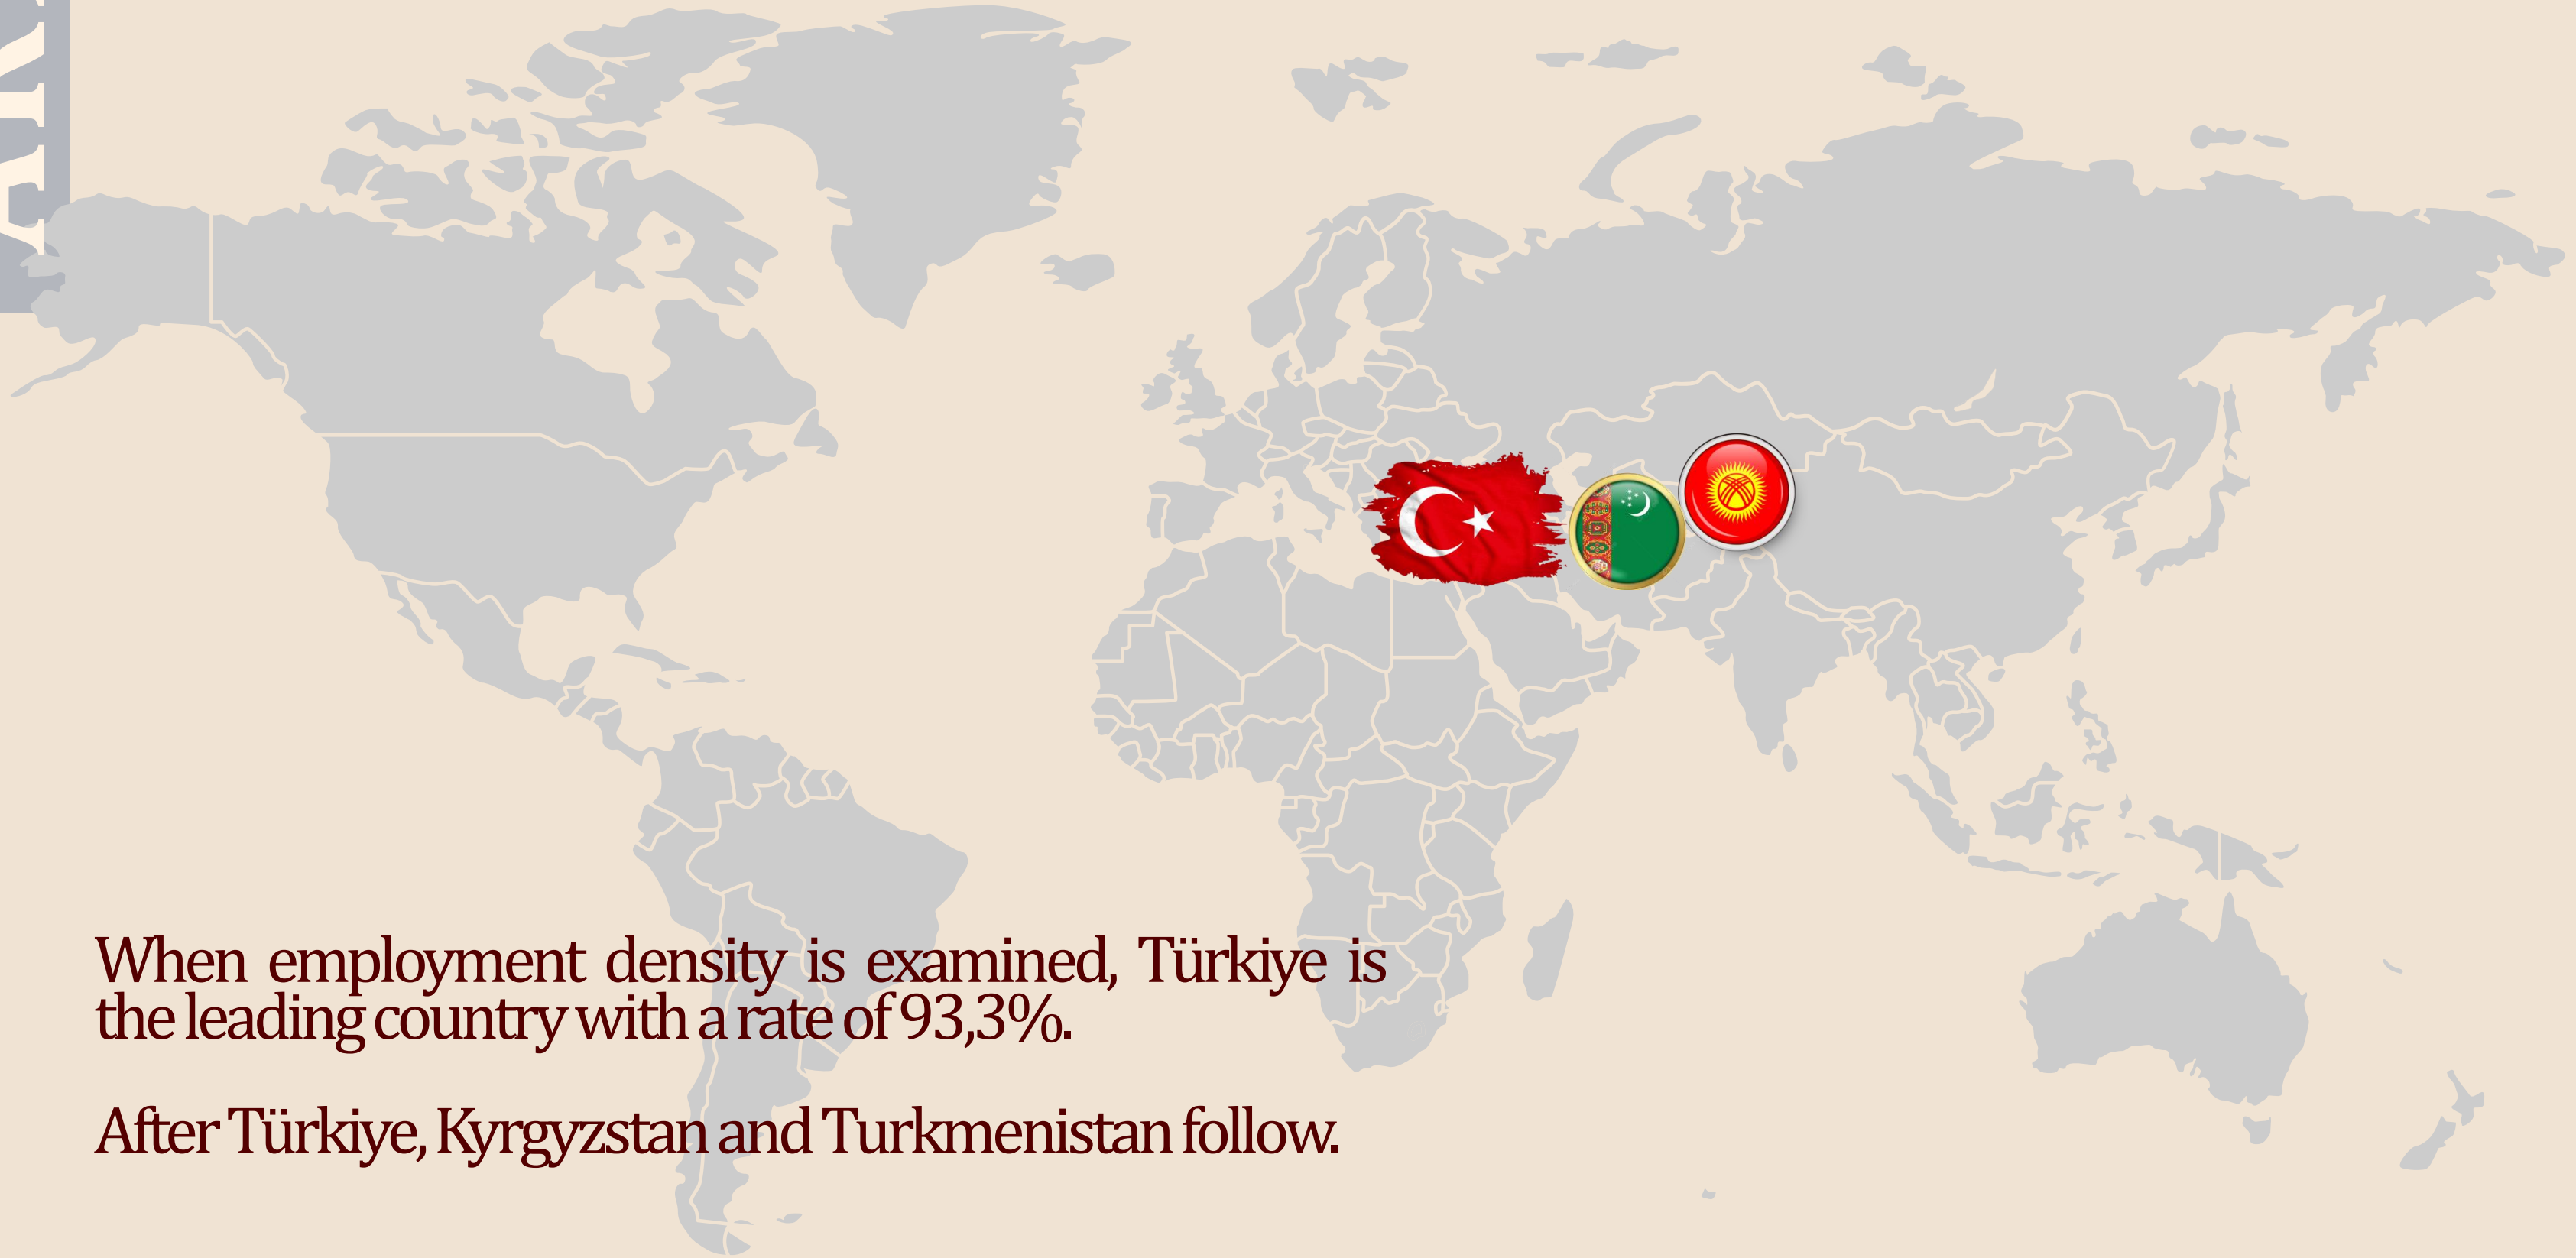 When employment density is examined, Türkiye is
the leading country with a rate of 93,3%.
After Türkiye, Kyrgyzstan and Turkmenistan follow.